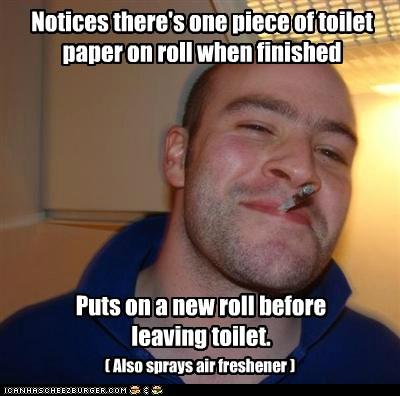 Notices there's one piece of toilet
paper on roll when finished
Puts on a new roll before
leaving toilet.
( Also sprays air freshener )
ICANHASCHEEZBURGER.COM